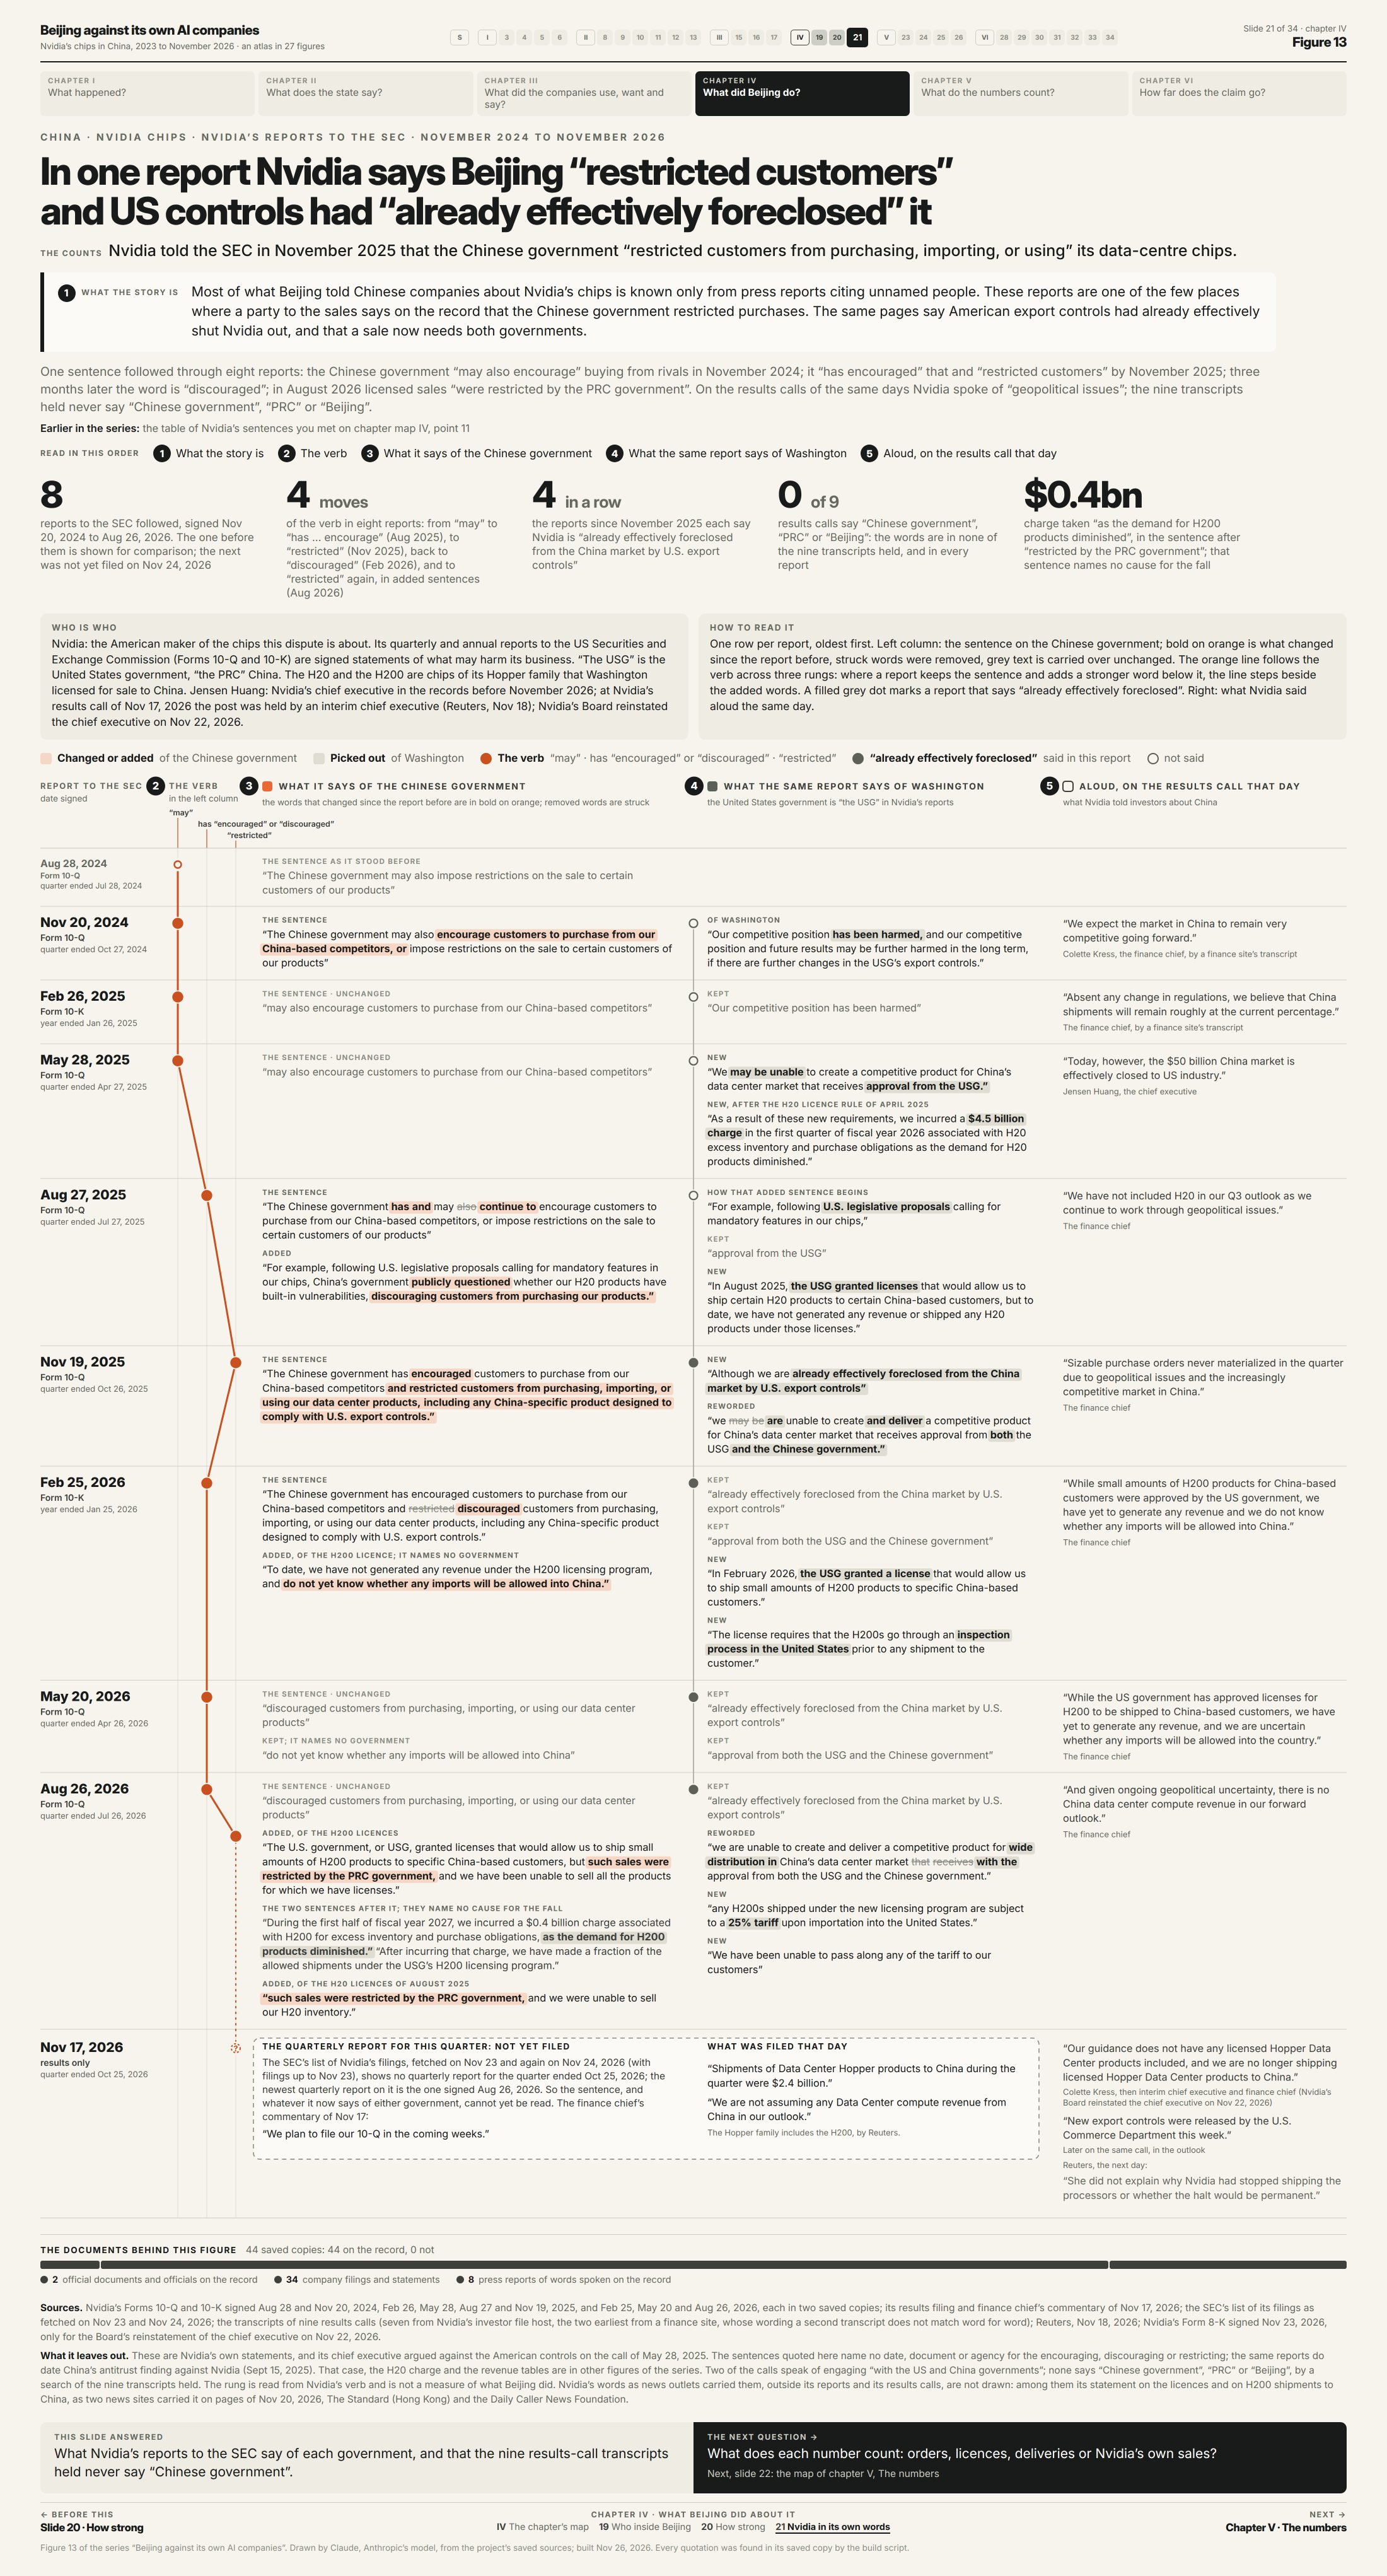 Beijing against its own AI companies
Nvidia's chips in China, 2023 to November 2026 · an atlas in 27 figures
S I 3 4 5 6 II 8 9 10 11 12 13 III 15 16 17 IV 19 20 21 V 23 24 25 26 VI 28 29 30 31 32 33 34
Slide 21 of 34 · chapter IV
Figure 13
CHAPTER I
What happened?
CHAPTER II
What does the state say?
CHAPTER III
What did the companies use, want and
say?
CHAPTER IV
What did Beijing do?
CHAPTER V
What do the numbers count?
CHAPTER VI
How far does the claim go?
CHINA · NVIDIA CHIPS · NVIDIA'S REPORTS TO THE SEC · NOVEMBER 2024 TO NOVEMBER 2026
In one report Nvidia says Beijing “restricted customers”
and US controls had “already effectively foreclosed” it
THE COUNTS Nvidia told the SEC in November 2025 that the Chinese government “restricted customers from purchasing, importing, or using” its data-centre chips.
1 WHAT THE STORY IS
Most of what Beijing told Chinese companies about Nvidia's chips is known only from press reports citing unnamed people. These reports are one of the few places
where a party to the sales says on the record that the Chinese government restricted purchases. The same pages say American export controls had already effectively
shut Nvidia out, and that a sale now needs both governments.
One sentence followed through eight reports: the Chinese government “may also encourage” buying from rivals in November 2024; it “has encouraged” that and “restricted customers” by November 2025; three
months later the word is “discouraged”; in August 2026 licensed sales “were restricted by the PRC government”. On the results calls of the same days Nvidia spoke of “geopolitical issues”; the nine transcripts
held never say “Chinese government”, “PRC” or “Beijing”.
Earlier in the series: the table of Nvidia's sentences you met on chapter map IV, point 11
READ IN THIS ORDER 1 What the story is 2 The verb 3 What it says of the Chinese government 4 What the same report says of Washington 5 Aloud, on the results call that day
8
reports to the SEC followed, signed Nov
20, 2024 to Aug 26, 2026. The one before
them is shown for comparison; the next
was not yet filed on Nov 24, 2026
4 moves
of the verb in eight reports: from “may” to
“has … encourage” (Aug 2025), to
“restricted” (Nov 2025), back to
“discouraged” (Feb 2026), and to
“restricted” again, in added sentences
(Aug 2026)
4 in a row
the reports since November 2025 each say
Nvidia is “already effectively foreclosed
from the China market by U.S. export
controls”
0 of 9
results calls say “Chinese government”,
“PRC” or “Beijing”: the words are in none of
the nine transcripts held, and in every
report
$0.4bn
charge taken “as the demand for H200
products diminished”, in the sentence after
“restricted by the PRC government”; that
sentence names no cause for the fall
WHO IS WHO
Nvidia: the American maker of the chips this dispute is about. Its quarterly and annual reports to the US Securities and
Exchange Commission (Forms 10-Q and 10-K) are signed statements of what may harm its business. “The USG” is the
United States government, “the PRC” China. The H20 and the H200 are chips of its Hopper family that Washington
licensed for sale to China. Jensen Huang: Nvidia's chief executive in the records before November 2026; at Nvidia's
results call of Nov 17, 2026 the post was held by an interim chief executive (Reuters, Nov 18); Nvidia's Board reinstated
the chief executive on Nov 22, 2026.
HOW TO READ IT
One row per report, oldest first. Left column: the sentence on the Chinese government; bold on orange is what changed
since the report before, struck words were removed, grey text is carried over unchanged. The orange line follows the
verb across three rungs: where a report keeps the sentence and adds a stronger word below it, the line steps beside
the added words. A filled grey dot marks a report that says “already effectively foreclosed”. Right: what Nvidia said
aloud the same day.
Changed or added of the Chinese government Picked out of Washington The verb “may” · has “encouraged” or “discouraged” · “restricted” “already effectively foreclosed” said in this report not said
REPORT TO THE SEC
date signed
2 THE VERB
in the left column
3 WHAT IT SAYS OF THE CHINESE GOVERNMENT
the words that changed since the report before are in bold on orange; removed words are struck
4 WHAT THE SAME REPORT SAYS OF WASHINGTON
the United States government is “the USG” in Nvidia's reports
5 ALOUD, ON THE RESULTS CALL THAT DAY
what Nvidia told investors about China
“may”
has “encouraged” or “discouraged”
“restricted”
Aug 28, 2024
Form 10-Q
quarter ended Jul 28, 2024
THE SENTENCE AS IT STOOD BEFORE
“The Chinese government may also impose restrictions on the sale to certain
customers of our products”
Nov 20, 2024
Form 10-Q
quarter ended Oct 27, 2024
THE SENTENCE
“The Chinese government may also encourage customers to purchase from our
China-based competitors, or impose restrictions on the sale to certain customers of
our products”
OF WASHINGTON
“Our competitive position has been harmed, and our competitive
position and future results may be further harmed in the long term,
if there are further changes in the USG's export controls.”
“We expect the market in China to remain very
competitive going forward.”
Colette Kress, the finance chief, by a finance site's transcript
Feb 26, 2025
Form 10-K
year ended Jan 26, 2025
THE SENTENCE · UNCHANGED
“may also encourage customers to purchase from our China-based competitors”
KEPT
“Our competitive position has been harmed”
“Absent any change in regulations, we believe that China
shipments will remain roughly at the current percentage.”
The finance chief, by a finance site's transcript
May 28, 2025
Form 10-Q
quarter ended Apr 27, 2025
THE SENTENCE · UNCHANGED
“may also encourage customers to purchase from our China-based competitors”
NEW
“We may be unable to create a competitive product for China's
data center market that receives approval from the USG.”
NEW, AFTER THE H20 LICENCE RULE OF APRIL 2025
“As a result of these new requirements, we incurred a $4.5 billion
charge in the first quarter of fiscal year 2026 associated with H20
excess inventory and purchase obligations as the demand for H20
products diminished.”
“Today, however, the $50 billion China market is
effectively closed to US industry.”
Jensen Huang, the chief executive
Aug 27, 2025
Form 10-Q
quarter ended Jul 27, 2025
THE SENTENCE
“The Chinese government has and may also continue to encourage customers to
purchase from our China-based competitors, or impose restrictions on the sale to
certain customers of our products”
ADDED
“For example, following U.S. legislative proposals calling for mandatory features in
our chips, China's government publicly questioned whether our H20 products have
built-in vulnerabilities, discouraging customers from purchasing our products.”
HOW THAT ADDED SENTENCE BEGINS
“For example, following U.S. legislative proposals calling for
mandatory features in our chips,”
KEPT
“approval from the USG”
NEW
“In August 2025, the USG granted licenses that would allow us to
ship certain H20 products to certain China-based customers, but to
date, we have not generated any revenue or shipped any H20
products under those licenses.”
“We have not included H20 in our Q3 outlook as we
continue to work through geopolitical issues.”
The finance chief
Nov 19, 2025
Form 10-Q
quarter ended Oct 26, 2025
THE SENTENCE
“The Chinese government has encouraged customers to purchase from our
China-based competitors and restricted customers from purchasing, importing, or
using our data center products, including any China-specific product designed to
comply with U.S. export controls.”
NEW
“Although we are already effectively foreclosed from the China
market by U.S. export controls”
REWORDED
“we may be are unable to create and deliver a competitive product
for China's data center market that receives approval from both the
USG and the Chinese government.”
“Sizable purchase orders never materialized in the quarter
due to geopolitical issues and the increasingly
competitive market in China.”
The finance chief
Feb 25, 2026
Form 10-K
year ended Jan 25, 2026
THE SENTENCE
“The Chinese government has encouraged customers to purchase from our
China-based competitors and restricted discouraged customers from purchasing,
importing, or using our data center products, including any China-specific product
designed to comply with U.S. export controls.”
ADDED, OF THE H200 LICENCE; IT NAMES NO GOVERNMENT
“To date, we have not generated any revenue under the H200 licensing program,
and do not yet know whether any imports will be allowed into China.”
KEPT
“already effectively foreclosed from the China market by U.S.
export controls”
KEPT
“approval from both the USG and the Chinese government”
NEW
“In February 2026, the USG granted a license that would allow us
to ship small amounts of H200 products to specific China-based
customers.”
NEW
“The license requires that the H200s go through an inspection
process in the United States prior to any shipment to the
customer.”
“While small amounts of H200 products for China-based
customers were approved by the US government, we
have yet to generate any revenue and we do not know
whether any imports will be allowed into China.”
The finance chief
May 20, 2026
Form 10-Q
quarter ended Apr 26, 2026
THE SENTENCE · UNCHANGED
“discouraged customers from purchasing, importing, or using our data center
products”
KEPT; IT NAMES NO GOVERNMENT
“do not yet know whether any imports will be allowed into China”
KEPT
“already effectively foreclosed from the China market by U.S.
export controls”
KEPT
“approval from both the USG and the Chinese government”
“While the US government has approved licenses for
H200 to be shipped to China-based customers, we have
yet to generate any revenue, and we are uncertain
whether any imports will be allowed into the country.”
The finance chief
Aug 26, 2026
Form 10-Q
quarter ended Jul 26, 2026
THE SENTENCE · UNCHANGED
“discouraged customers from purchasing, importing, or using our data center
products”
ADDED, OF THE H200 LICENCES
“The U.S. government, or USG, granted licenses that would allow us to ship small
amounts of H200 products to specific China-based customers, but such sales were
restricted by the PRC government, and we have been unable to sell all the products
for which we have licenses.”
THE TWO SENTENCES AFTER IT; THEY NAME NO CAUSE FOR THE FALL
“During the first half of fiscal year 2027, we incurred a $0.4 billion charge associated
with H200 for excess inventory and purchase obligations, as the demand for H200
products diminished.” “After incurring that charge, we have made a fraction of the
allowed shipments under the USG's H200 licensing program.”
ADDED, OF THE H20 LICENCES OF AUGUST 2025
“such sales were restricted by the PRC government, and we were unable to sell
our H20 inventory.”
KEPT
“already effectively foreclosed from the China market by U.S.
export controls”
REWORDED
“we are unable to create and deliver a competitive product for wide
distribution in China's data center market that receives with the
approval from both the USG and the Chinese government.”
NEW
“any H200s shipped under the new licensing program are subject
to a 25% tariff upon importation into the United States.”
NEW
“We have been unable to pass along any of the tariff to our
customers”
“And given ongoing geopolitical uncertainty, there is no
China data center compute revenue in our forward
outlook.”
The finance chief
Nov 17, 2026
results only
quarter ended Oct 25, 2026
?
THE QUARTERLY REPORT FOR THIS QUARTER: NOT YET FILED
The SEC's list of Nvidia's filings, fetched on Nov 23 and again on Nov 24, 2026 (with
filings up to Nov 23), shows no quarterly report for the quarter ended Oct 25, 2026; the
newest quarterly report on it is the one signed Aug 26, 2026. So the sentence, and
whatever it now says of either government, cannot yet be read. The finance chief's
commentary of Nov 17:
“We plan to file our 10-Q in the coming weeks.”
WHAT WAS FILED THAT DAY
“Shipments of Data Center Hopper products to China during the
quarter were $2.4 billion.”
“We are not assuming any Data Center compute revenue from
China in our outlook.”
The Hopper family includes the H200, by Reuters.
“Our guidance does not have any licensed Hopper Data
Center products included, and we are no longer shipping
licensed Hopper Data Center products to China.”
Colette Kress, then interim chief executive and finance chief (Nvidia's
Board reinstated the chief executive on Nov 22, 2026)
“New export controls were released by the U.S.
Commerce Department this week.”
Later on the same call, in the outlook
Reuters, the next day:
“She did not explain why Nvidia had stopped shipping the
processors or whether the halt would be permanent.”
THE DOCUMENTS BEHIND THIS FIGURE 44 saved copies: 44 on the record, 0 not
2 official documents and officials on the record 34 company filings and statements 8 press reports of words spoken on the record
Sources. Nvidia's Forms 10-Q and 10-K signed Aug 28 and Nov 20, 2024, Feb 26, May 28, Aug 27 and Nov 19, 2025, and Feb 25, May 20 and Aug 26, 2026, each in two saved copies; its results filing and finance chief's commentary of Nov 17, 2026; the SEC's list of its filings as
fetched on Nov 23 and Nov 24, 2026; the transcripts of nine results calls (seven from Nvidia's investor file host, the two earliest from a finance site, whose wording a second transcript does not match word for word); Reuters, Nov 18, 2026; Nvidia's Form 8-K signed Nov 23, 2026,
only for the Board's reinstatement of the chief executive on Nov 22, 2026.
What it leaves out. These are Nvidia's own statements, and its chief executive argued against the American controls on the call of May 28, 2025. The sentences quoted here name no date, document or agency for the encouraging, discouraging or restricting; the same reports do
date China's antitrust finding against Nvidia (Sept 15, 2025). That case, the H20 charge and the revenue tables are in other figures of the series. Two of the calls speak of engaging “with the US and China governments”; none says “Chinese government”, “PRC” or “Beijing”, by a
search of the nine transcripts held. The rung is read from Nvidia's verb and is not a measure of what Beijing did. Nvidia's words as news outlets carried them, outside its reports and its results calls, are not drawn: among them its statement on the licences and on H200 shipments to
China, as two news sites carried it on pages of Nov 20, 2026, The Standard (Hong Kong) and the Daily Caller News Foundation.
THIS SLIDE ANSWERED
What Nvidia's reports to the SEC say of each government, and that the nine results-call transcripts
held never say “Chinese government”.
THE NEXT QUESTION →
What does each number count: orders, licences, deliveries or Nvidia's own sales?
Next, slide 22: the map of chapter V, The numbers
← BEFORE THIS
Slide 20 · How strong
CHAPTER IV · WHAT BEIJING DID ABOUT IT
IV The chapter's map 19 Who inside Beijing 20 How strong 21 Nvidia in its own words
NEXT →
Chapter V · The numbers
Figure 13 of the series “Beijing against its own AI companies”. Drawn by Claude, Anthropic's model, from the project's saved sources; built Nov 26, 2026. Every quotation was found in its saved copy by the build script.